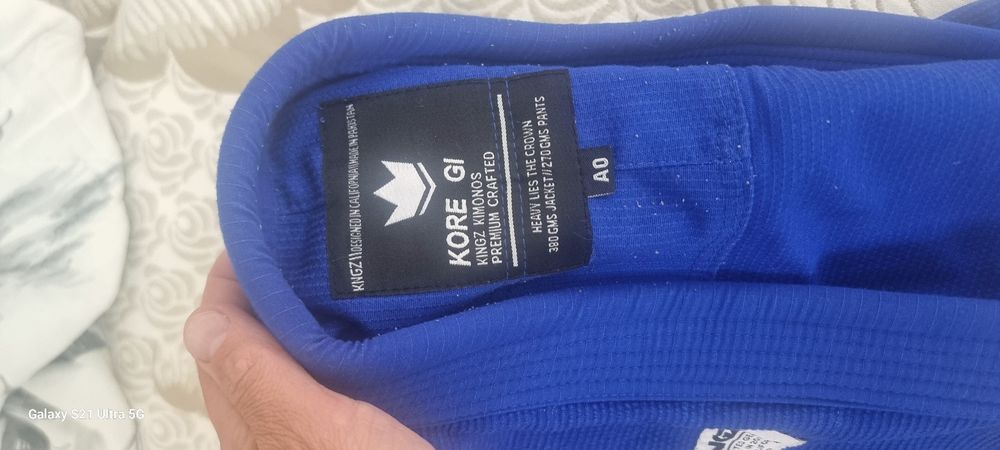 KNGZ\\DESIGNED IN CALIFORNIA\\MADE IN PAKISTAN
KORE GI
KINGZ KIMONOS
PREMIUM CRAFTED
HEAVY LIES THE CROWN
380 GMS JACKET//270 GMS PANTS
A0
Galaxy S21 Ultra 5G